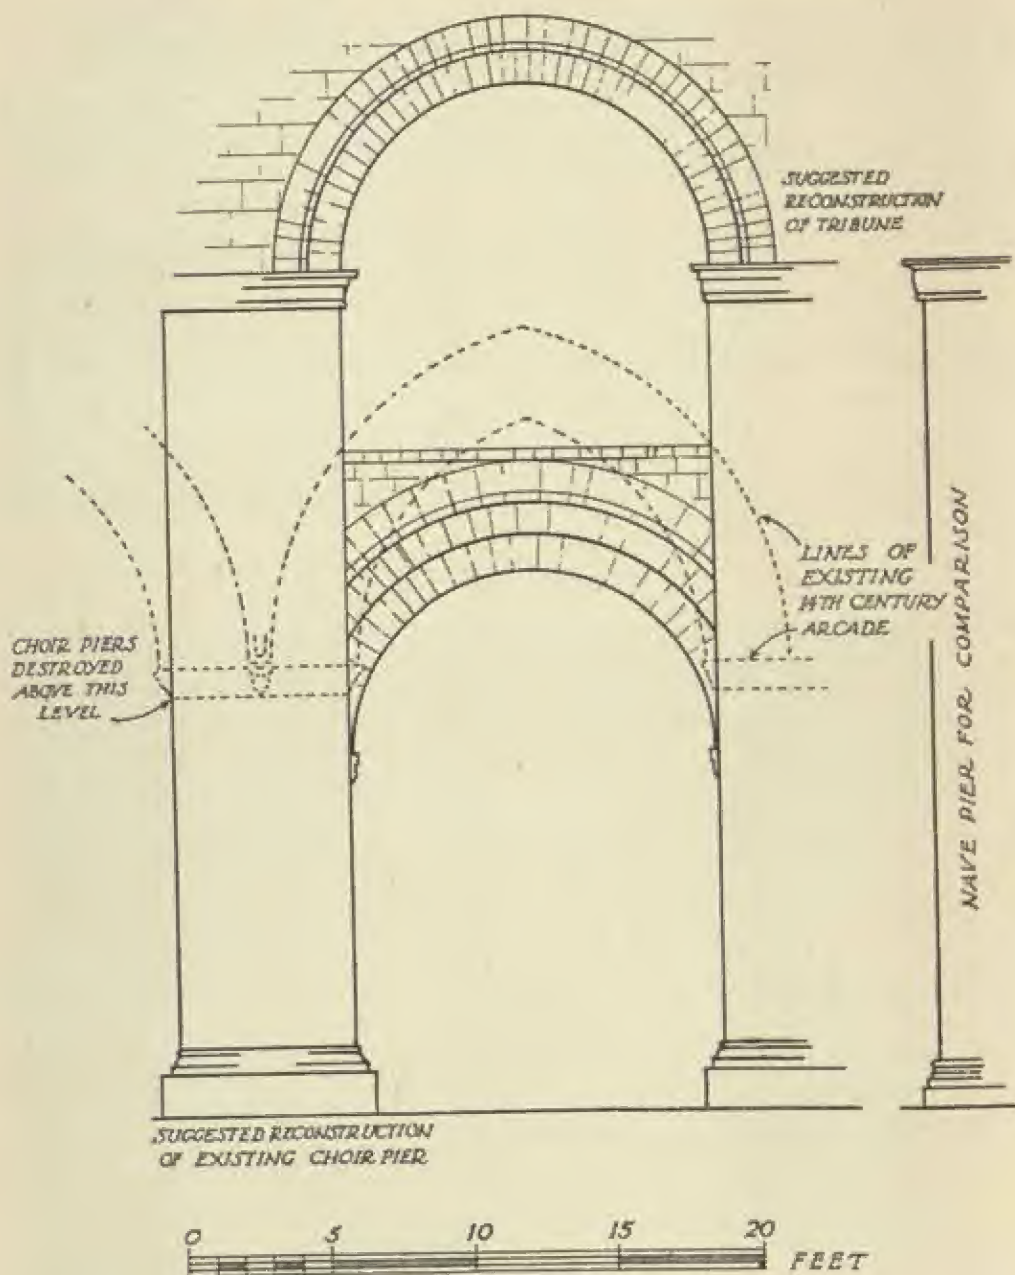 SUGGESTED
RECONSTRUCTION
OF TRIBUNE
LINES OF
EXISTING
14TH CENTURY
ARCADE
NAVE PIER FOR COMPARISON
CHOIR PIERS
DESTROYED
ABOVE THIS
LEVEL
SUGGESTED RECONSTRUCTION
OF EXISTING CHOIR PIER
0 5 10 15 20
FEET